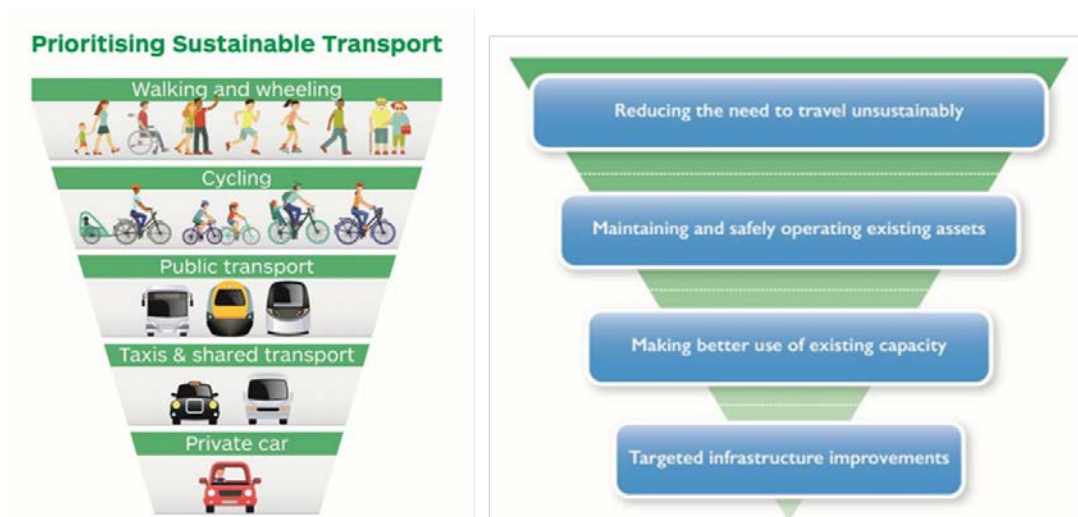 Prioritising Sustainable Transport
Walking and wheeling
Cycling
Public transport
Taxis & shared transport
Private car
Reducing the need to travel unsustainably
Maintaining and safely operating existing assets
Making better use of existing capacity
Targeted infrastructure improvements